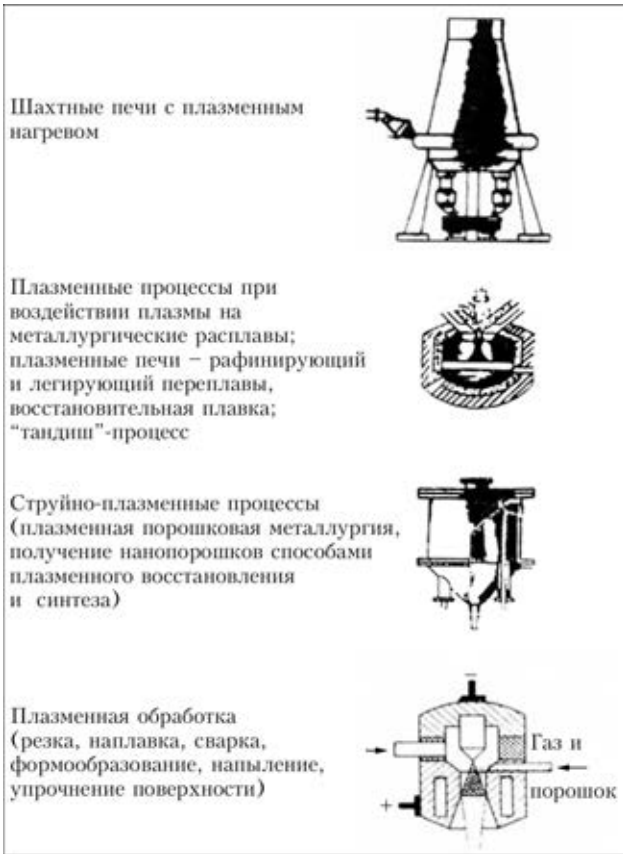 Шахтные печи с плазменным
нагревом
Плазменные процессы при
воздействии плазмы на
металлургические расплавы;
плазменные печи – рафинирующий
и легирующий переплавы,
восстановительная плавка;
“тандиш”-процесс
Струйно-плазменные процессы
(плазменная порошковая металлургия,
получение нанопорошков способами
плазменного восстановления
и синтеза)
Плазменная обработка
(резка, наплавка, сварка,
формообразование, напыление,
упрочнение поверхности)
–
Газ и
порошок
+